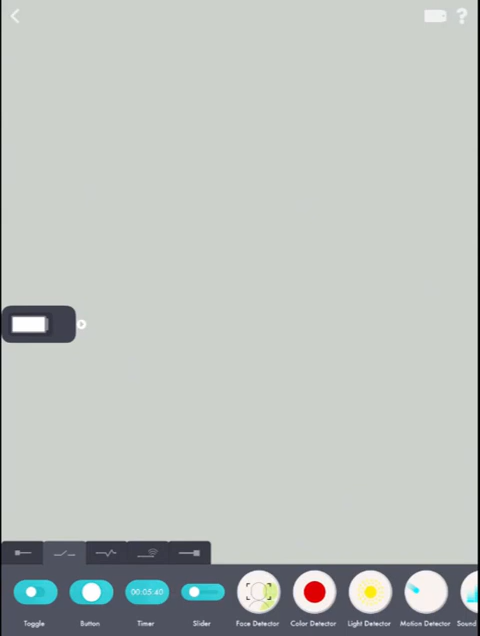 ?
00:05:40
Toggle
Button
Timer
Slider
Face Detector
Color Detector
Light Detector
Motion Detector
Sound